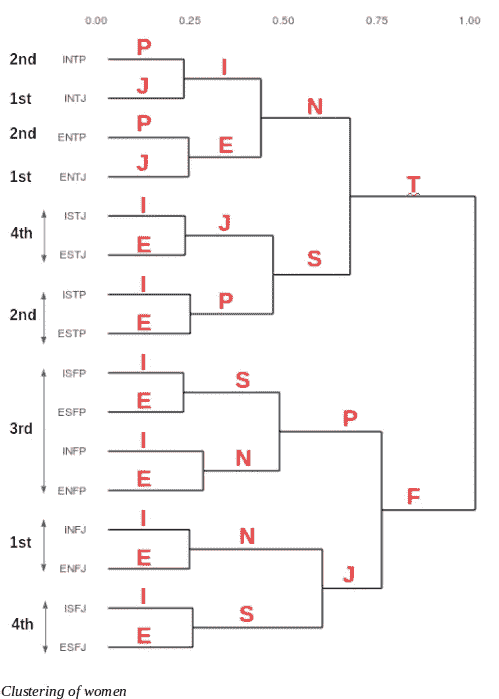 0.00 0.25 0.50 0.75 1.00
P
2nd INTP
I
J
1st INTJ
N
P
2nd ENTP
E
J
1st ENTJ
T
I
ISTJ
J
4th
E
ESTJ
S
I
ISTP
P
2nd
E
ESTP
I
ISFP
S
E
ESFP
P
3rd
I
INFP
N
E
ENFP
F
I
INFJ
N
1st
E
ENFJ
J
I
ISFJ
S
4th
E
ESFJ
Clustering of women